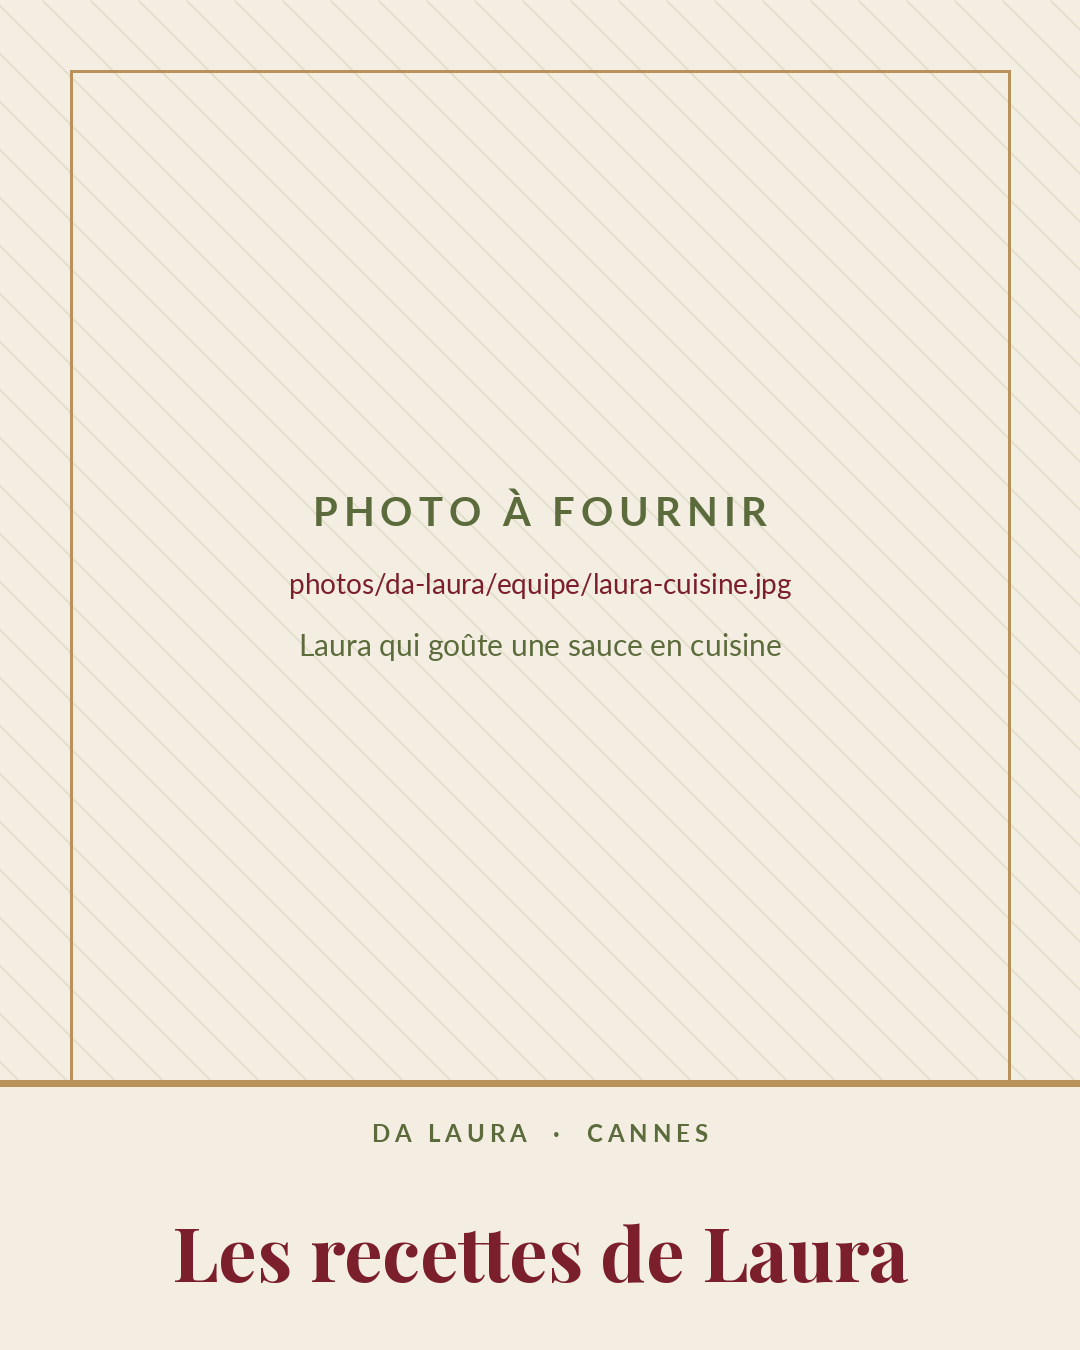 PHOTO À FOURNIR
photos/da-laura/equipe/laura-cuisine.jpg
Laura qui goûte une sauce en cuisine
DA LAURA · CANNES
Les recettes de Laura